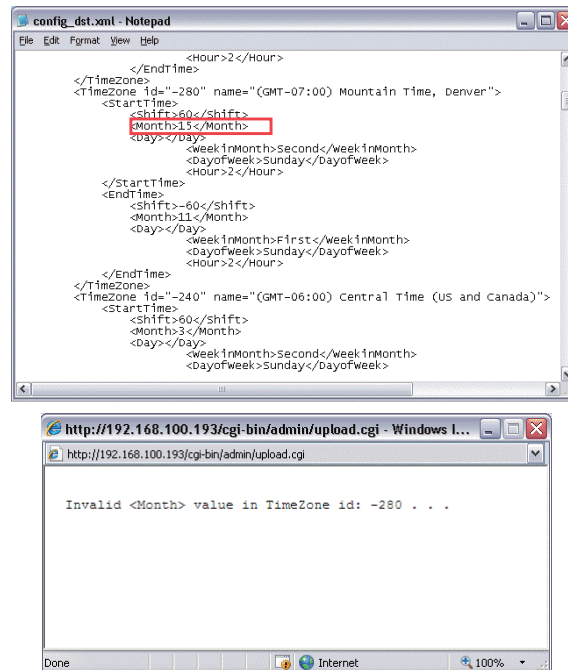 config_dst.xml - Notepad
File Edit Format View Help
<Hour>2</Hour>
</EndTime>
</TimeZone>
<TimeZone id="-280" name="(GMT-07:00) Mountain Time, Denver">
<StartTime>
<Shift>60</Shift>
<Month>15</Month>
<Day></Day>
<WeekinMonth>Second</WeekinMonth>
<DayofWeek>Sunday</DayofWeek>
<Hour>2</Hour>
</StartTime>
<EndTime>
<Shift>-60</Shift>
<Month>11</Month>
<Day></Day>
<WeekinMonth>First</WeekinMonth>
<DayofWeek>Sunday</DayofWeek>
<Hour>2</Hour>
</EndTime>
</TimeZone>
<TimeZone id="-240" name="(GMT-06:00) Central Time (US and Canada)">
<StartTime>
<Shift>60</Shift>
<Month>3</Month>
<Day></Day>
<WeekinMonth>Second</WeekinMonth>
<DayofWeek>Sunday</DayofWeek>
http://192.168.100.193/cgi-bin/admin/upload.cgi - Windows I...
http://192.168.100.193/cgi-bin/admin/upload.cgi
Invalid <Month> value in TimeZone id: -280 . . .
Done Internet 100%